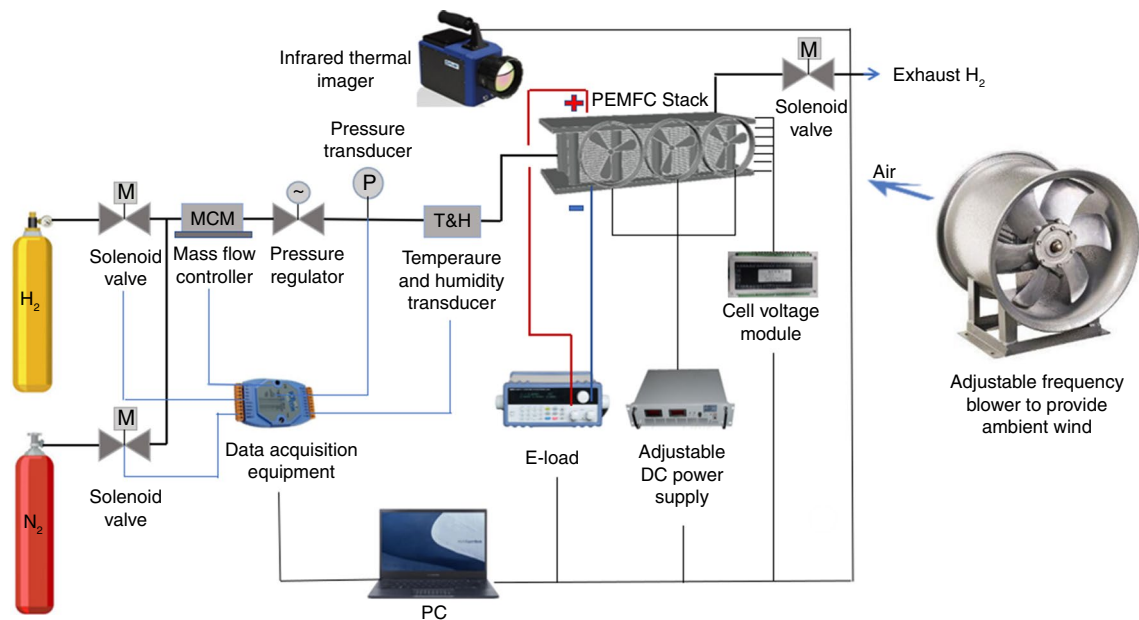 Infrared thermal
imager
M
Exhaust H₂
Solenoid
valve
+
PEMFC Stack
Pressure
transducer
P
Air
M
MCM
~
T&H
Solenoid
valve
Mass flow
controller
Pressure
regulator
Temperaure
and humidity
transducer
H₂
−
Cell voltage
module
Adjustable frequency
blower to provide
ambient wind
M
Data acquisition
equipment
E-load
Adjustable
DC power
supply
Solenoid
valve
N₂
PC